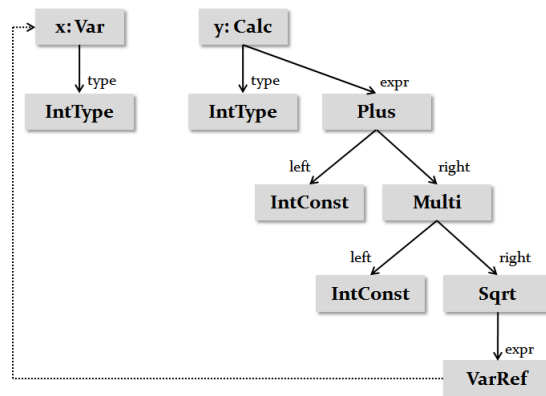 x: Var
y: Calc
type
type
expr
IntType
IntType
Plus
left
right
IntConst
Multi
left
right
IntConst
Sqrt
expr
VarRef